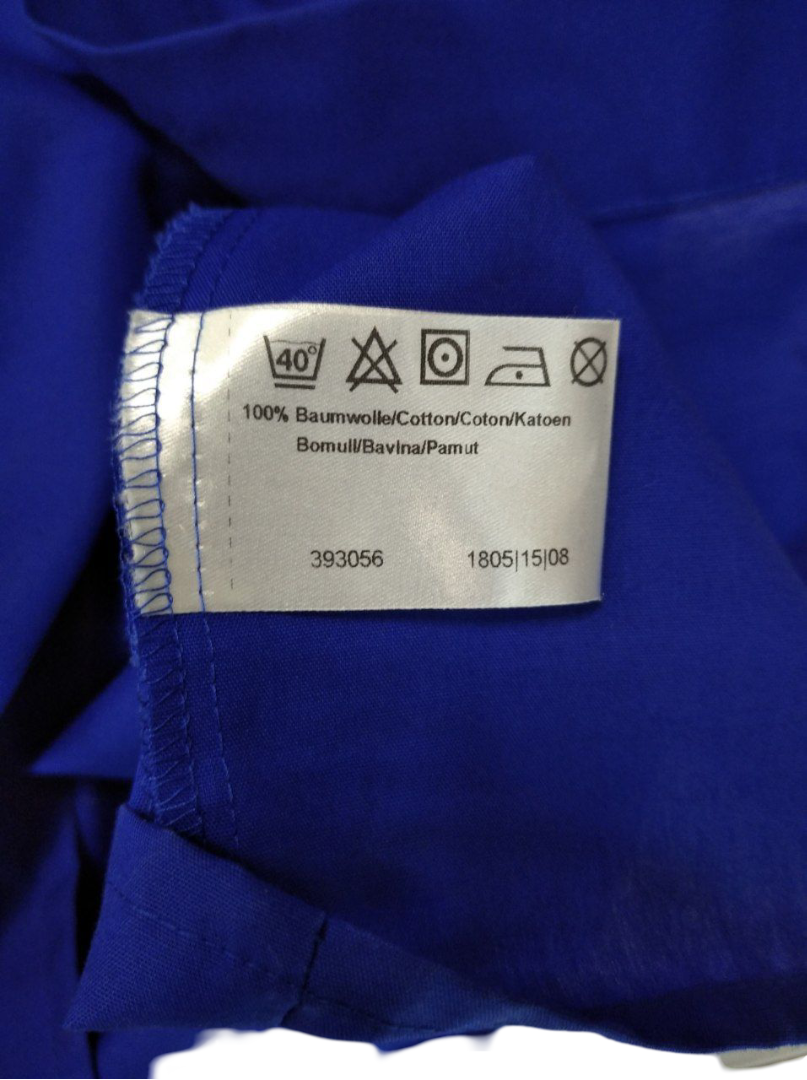 40°
100% Baumwolle/Cotton/Coton/Katoen
Bomull/Bavlna/Pamut
393056 1805|15|08